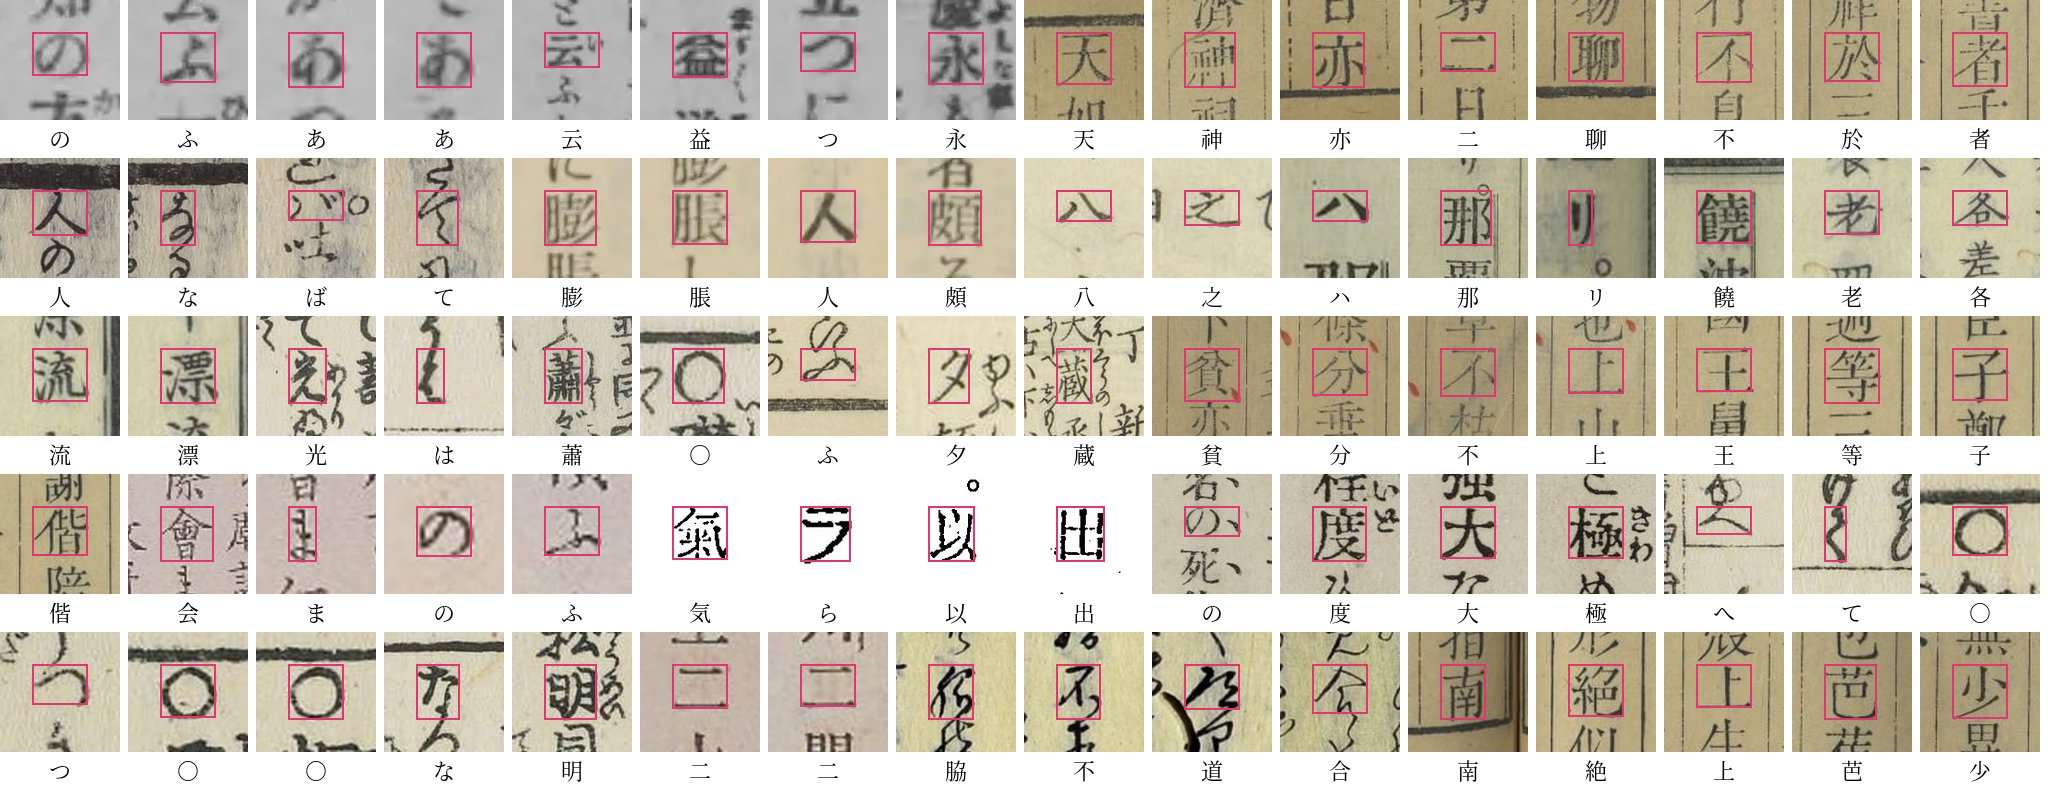 の ふ あ あ 云 益 つ 永 天 神 亦 二 聊 不 於 者
人 な ば て 膨 脹 人 頗 八 之 ハ 那 リ 饒 老 各
流 漂 光 は 蕭 〇 ふ 夕 蔵 貧 分 不 上 王 等 子
偕 会 ま の ふ 気 ら 以 出 の 度 大 極 へ て 〇
つ 〇 〇 な 明 二 二 脇 不 道 合 南 絶 上 芭 少